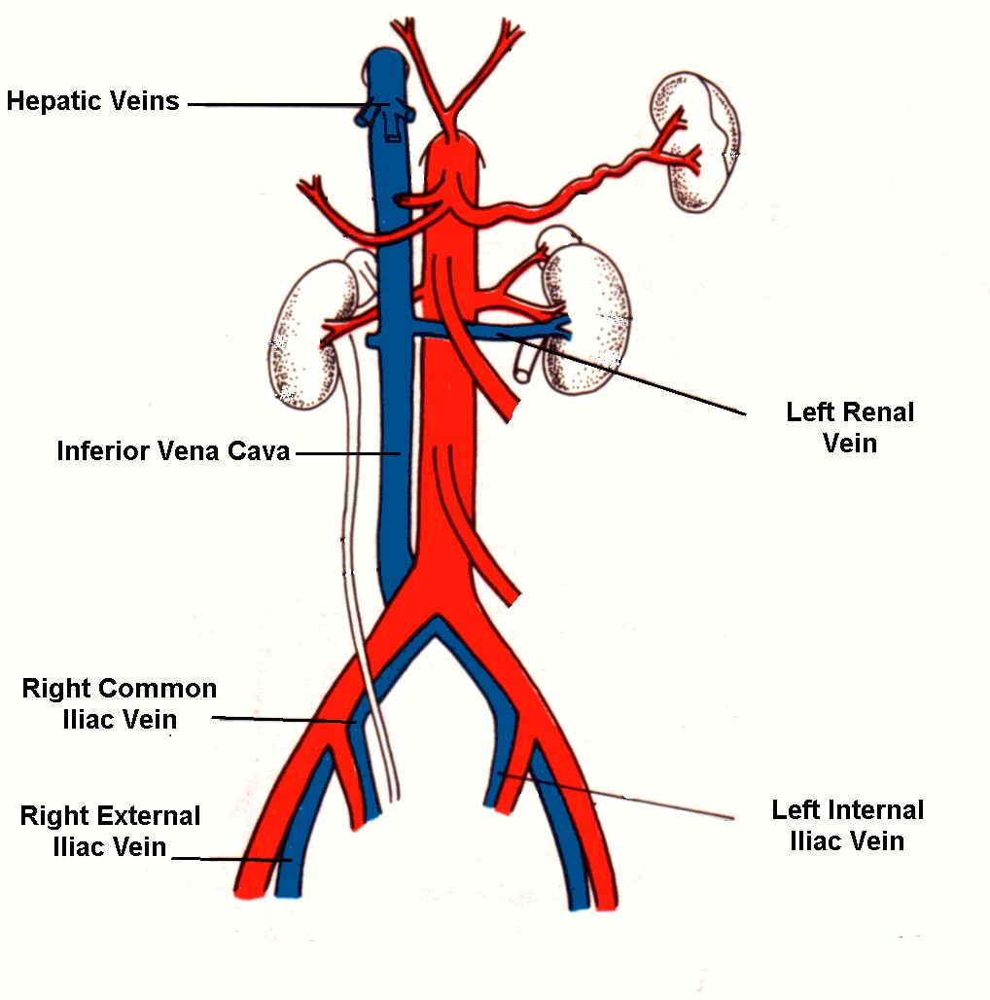 Hepatic Veins
Left Renal
Vein
Inferior Vena Cava
Right Common
Iliac Vein
Right External
Iliac Vein
Left Internal
Iliac Vein